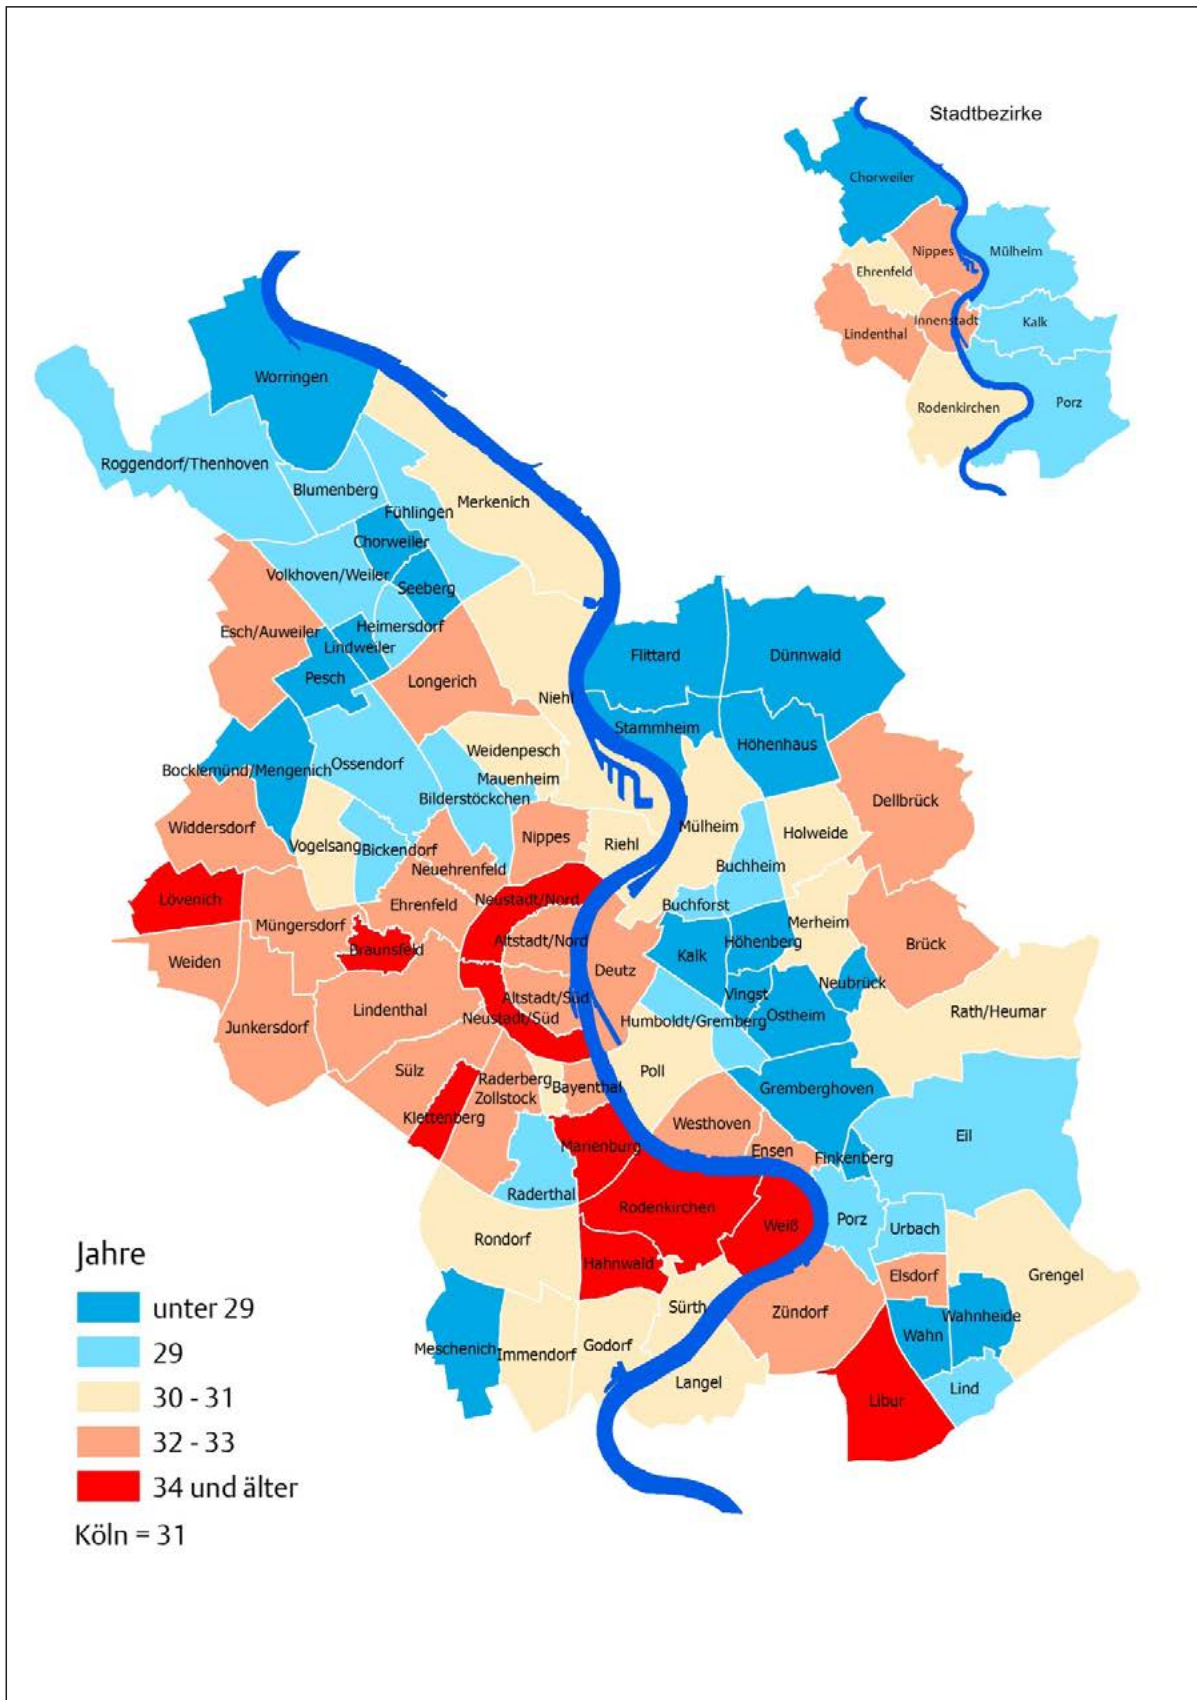 Stadtbezirke
Chorweiler
Nippes
Mülheim
Ehrenfeld
Innenstadt
Kalk
Lindenthal
Rodenkirchen
Porz
Worringen
Roggendorf/Thenhoven
Blumenberg
Merkenich
Fühlingen
Chorweiler
Volkhoven/Weiler
Seeberg
Heimersdorf
Esch/Auweiler
Lindweiler
Pesch
Longerich
Flittard
Dünnwald
Niehl
Stammheim
Höhenhaus
Weidenpesch
Ossendorf
Bocklemünd/Mengenich
Mauenheim
Bilderstöckchen
Dellbrück
Widdersdorf
Mülheim
Holweide
Nippes
Riehl
Vogelsang
Bickendorf
Buchheim
Neuehrenfeld
Lövenich
Neustadt/Nord
Ehrenfeld
Buchforst
Müngersdorf
Merheim
Altstadt/Nord
Höhenberg
Brück
Braunsfeld
Kalk
Weiden
Deutz
Neubrück
Vingst
Altstadt/Süd
Lindenthal
Rath/Heumar
Ostheim
Neustadt/Süd
Humboldt/Gremberg
Junkersdorf
Sülz
Poll
Raderberg
Bayenthal
Gremberghoven
Zollstock
Klettenberg
Westhoven
Eil
Marienburg
Ensen
Finkenberg
Raderthal
Rodenkirchen
Porz
Weiß
Urbach
Rondorf
Hahnwald
Elsdorf
Grengel
Sürth
Zündorf
Wahnheide
Wahn
Godorf
Meschenich
Immendorf
Langel
Lind
Libur
Jahre
unter 29
29
30 - 31
32 - 33
34 und älter
Köln = 31